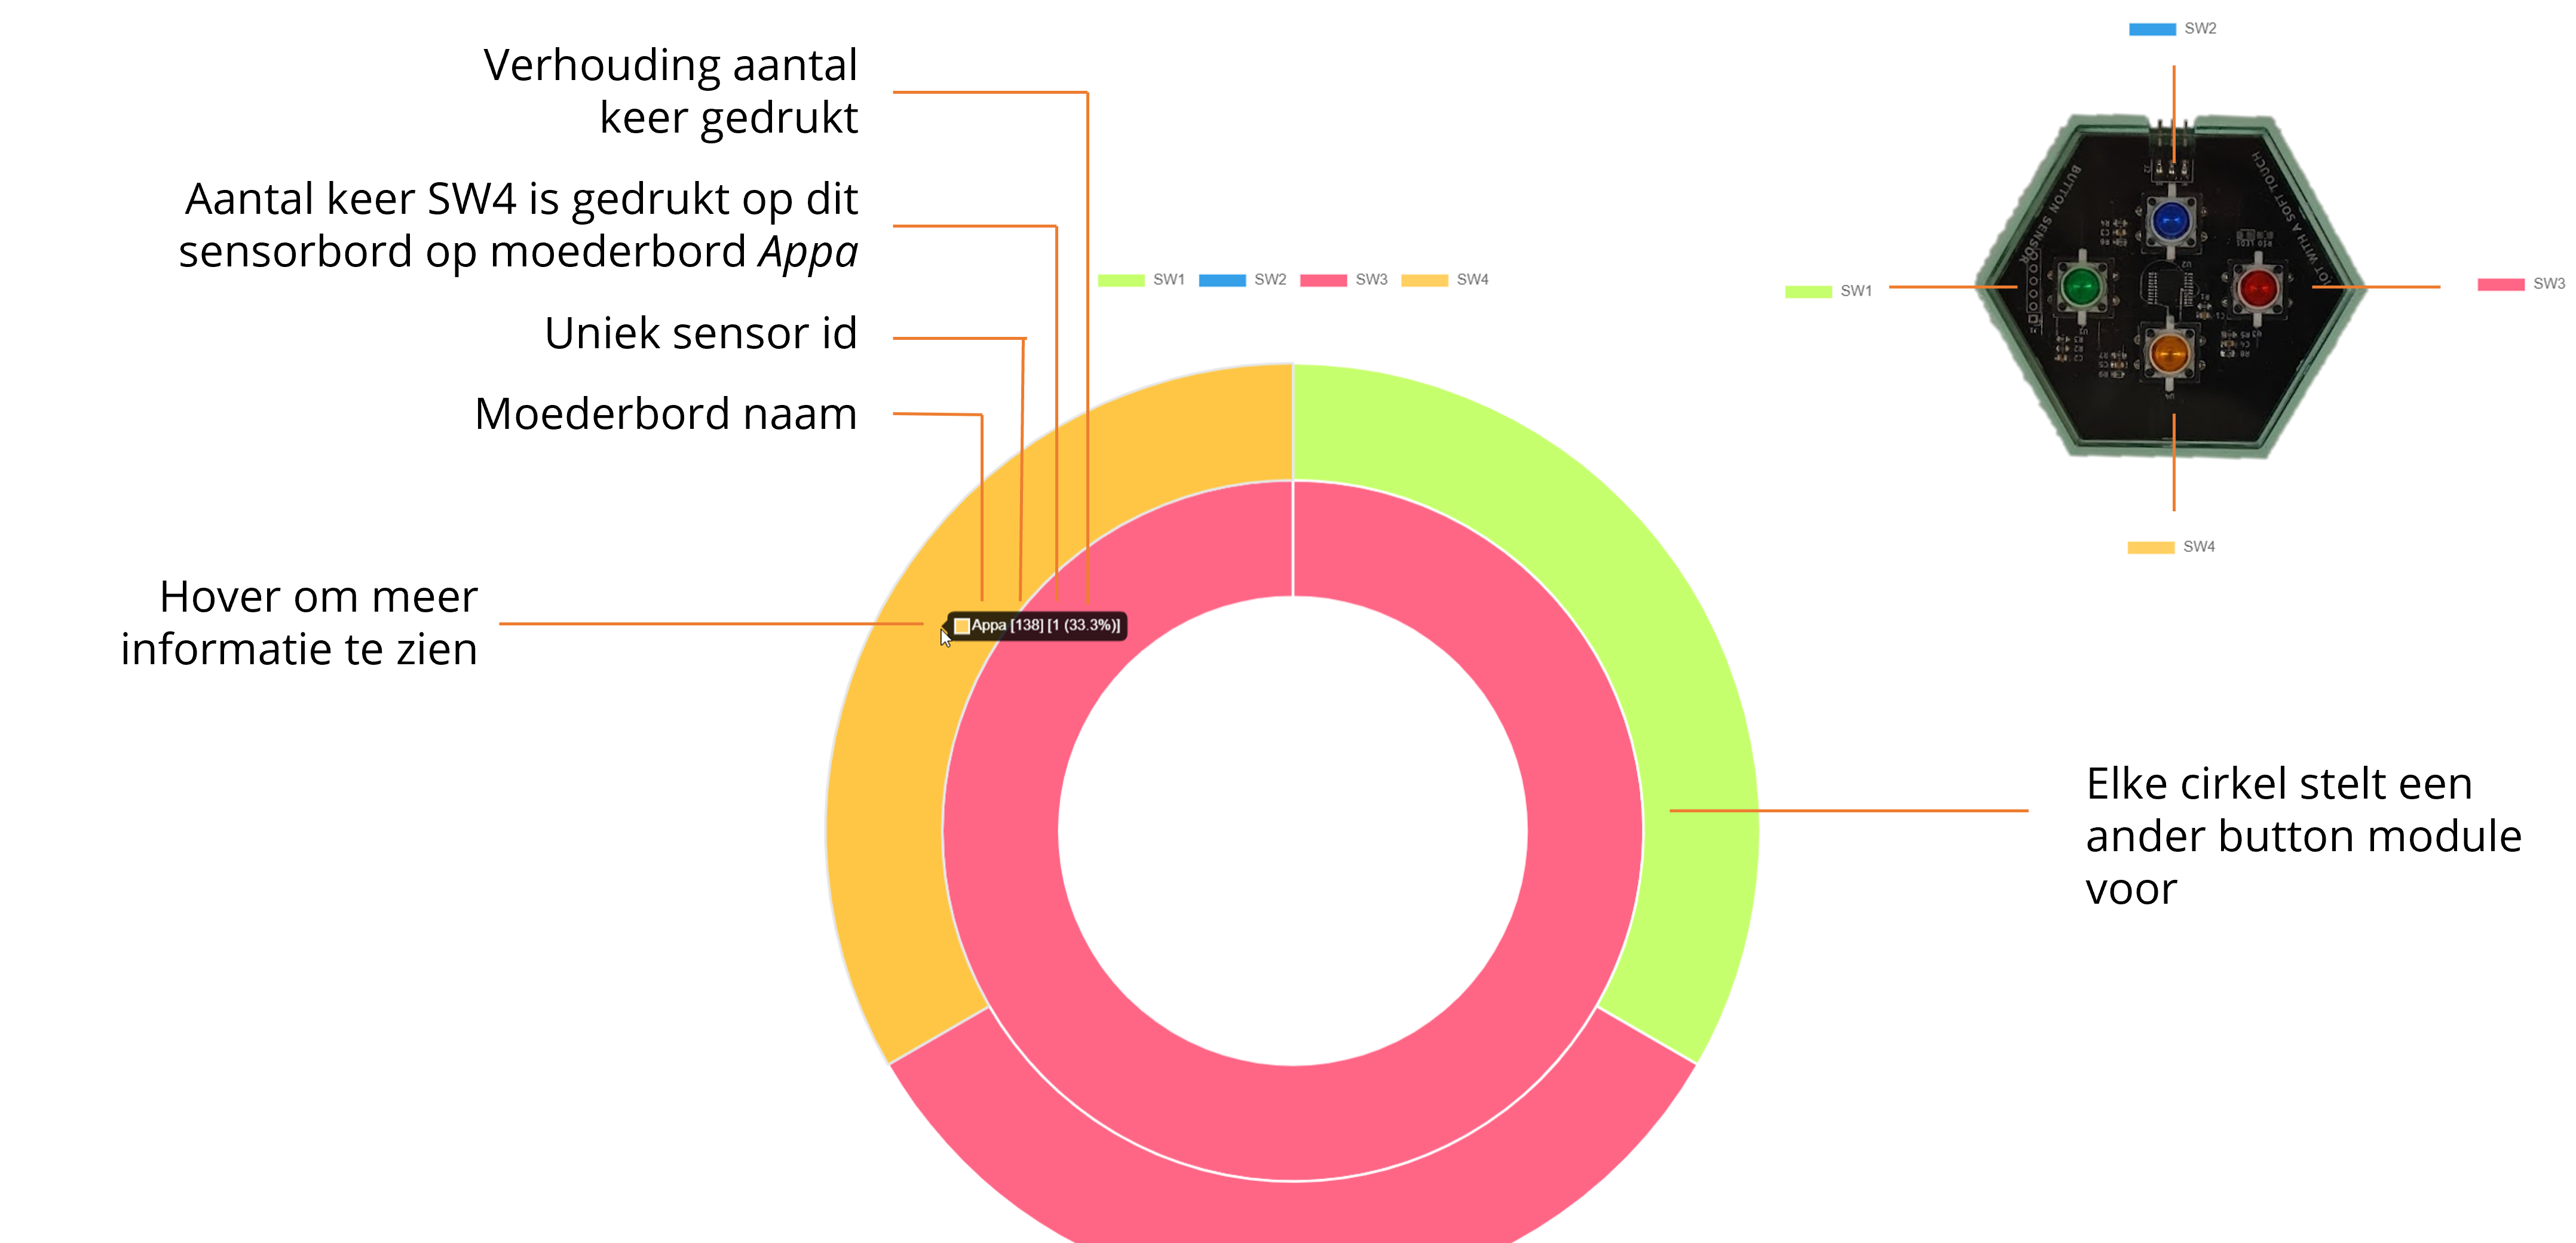 Verhouding aantal
keer gedrukt
Aantal keer SW4 is gedrukt op dit
sensorbord op moederbord Appa
Uniek sensor id
Moederbord naam
Hover om meer
informatie te zien
SW1 SW2 SW3 SW4
Appa [138] [1 (33.3%)]
SW2
SW1
SW3
SW4
BUTTON SENSOR
IOT WITH A SOFT TOUCH
Elke cirkel stelt een
ander button module
voor